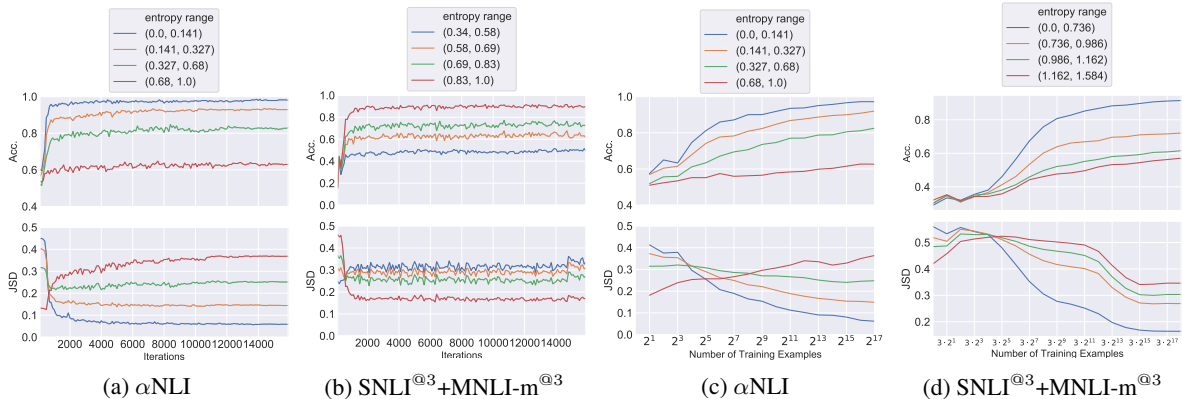 entropy range
(0.0, 0.141)
(0.141, 0.327)
(0.327, 0.68)
(0.68, 1.0)
1.0
0.8
0.6
0.4
Acc.
0.5
0.4
0.3
0.2
0.1
0.0
JSD
2000 4000 6000 8000 10000 12000 14000
Iterations
(a) αNLI
entropy range
(0.34, 0.58)
(0.58, 0.69)
(0.69, 0.83)
(0.83, 1.0)
1.0
0.8
0.6
0.4
0.2
0.0
Acc.
0.5
0.4
0.3
0.2
0.1
0.0
JSD
2000 4000 6000 8000 10000 12000 14000
Iterations
(b) SNLI@3+MNLI-m@3
entropy range
(0.0, 0.141)
(0.141, 0.327)
(0.327, 0.68)
(0.68, 1.0)
1.0
0.8
0.6
0.4
Acc.
0.5
0.4
0.3
0.2
0.1
0.0
JSD
2^1 2^3 2^5 2^7 2^9 2^11 2^13 2^15 2^17
Number of Training Examples
(c) αNLI
entropy range
(0.0, 0.736)
(0.736, 0.986)
(0.986, 1.162)
(1.162, 1.584)
0.8
0.6
0.4
Acc.
0.5
0.4
0.3
0.2
JSD
3·2^1 3·2^3 3·2^5 3·2^7 3·2^9 3·2^11 3·2^13 3·2^15 3·2^17
Number of Training Examples
(d) SNLI@3+MNLI-m@3